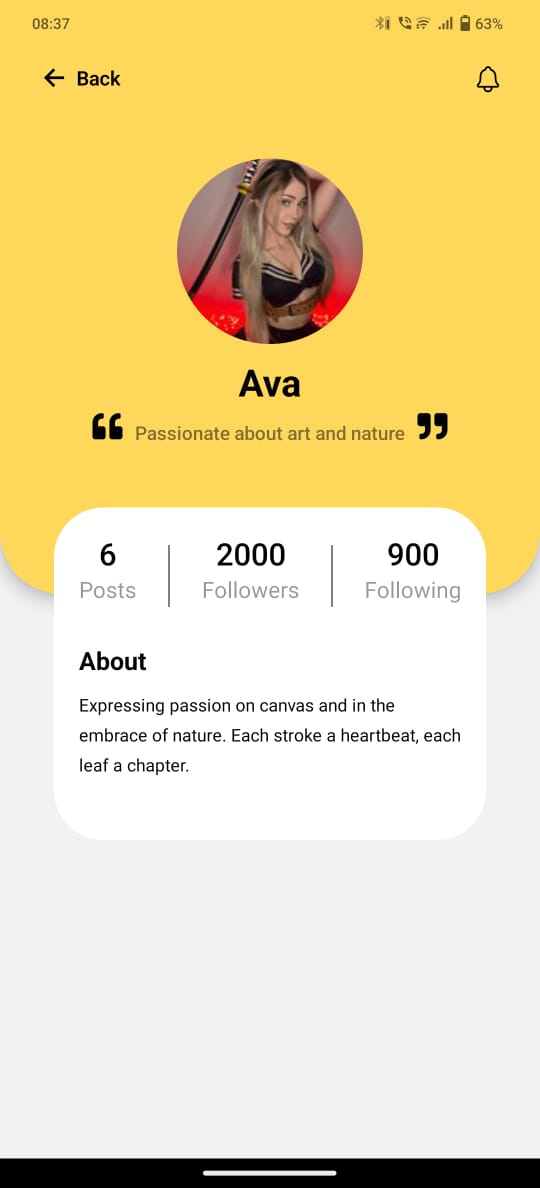 08:37
63%
Back
Ava
“ Passionate about art and nature ”
6 2000 900
Posts Followers Following
About
Expressing passion on canvas and in the
embrace of nature. Each stroke a heartbeat, each
leaf a chapter.